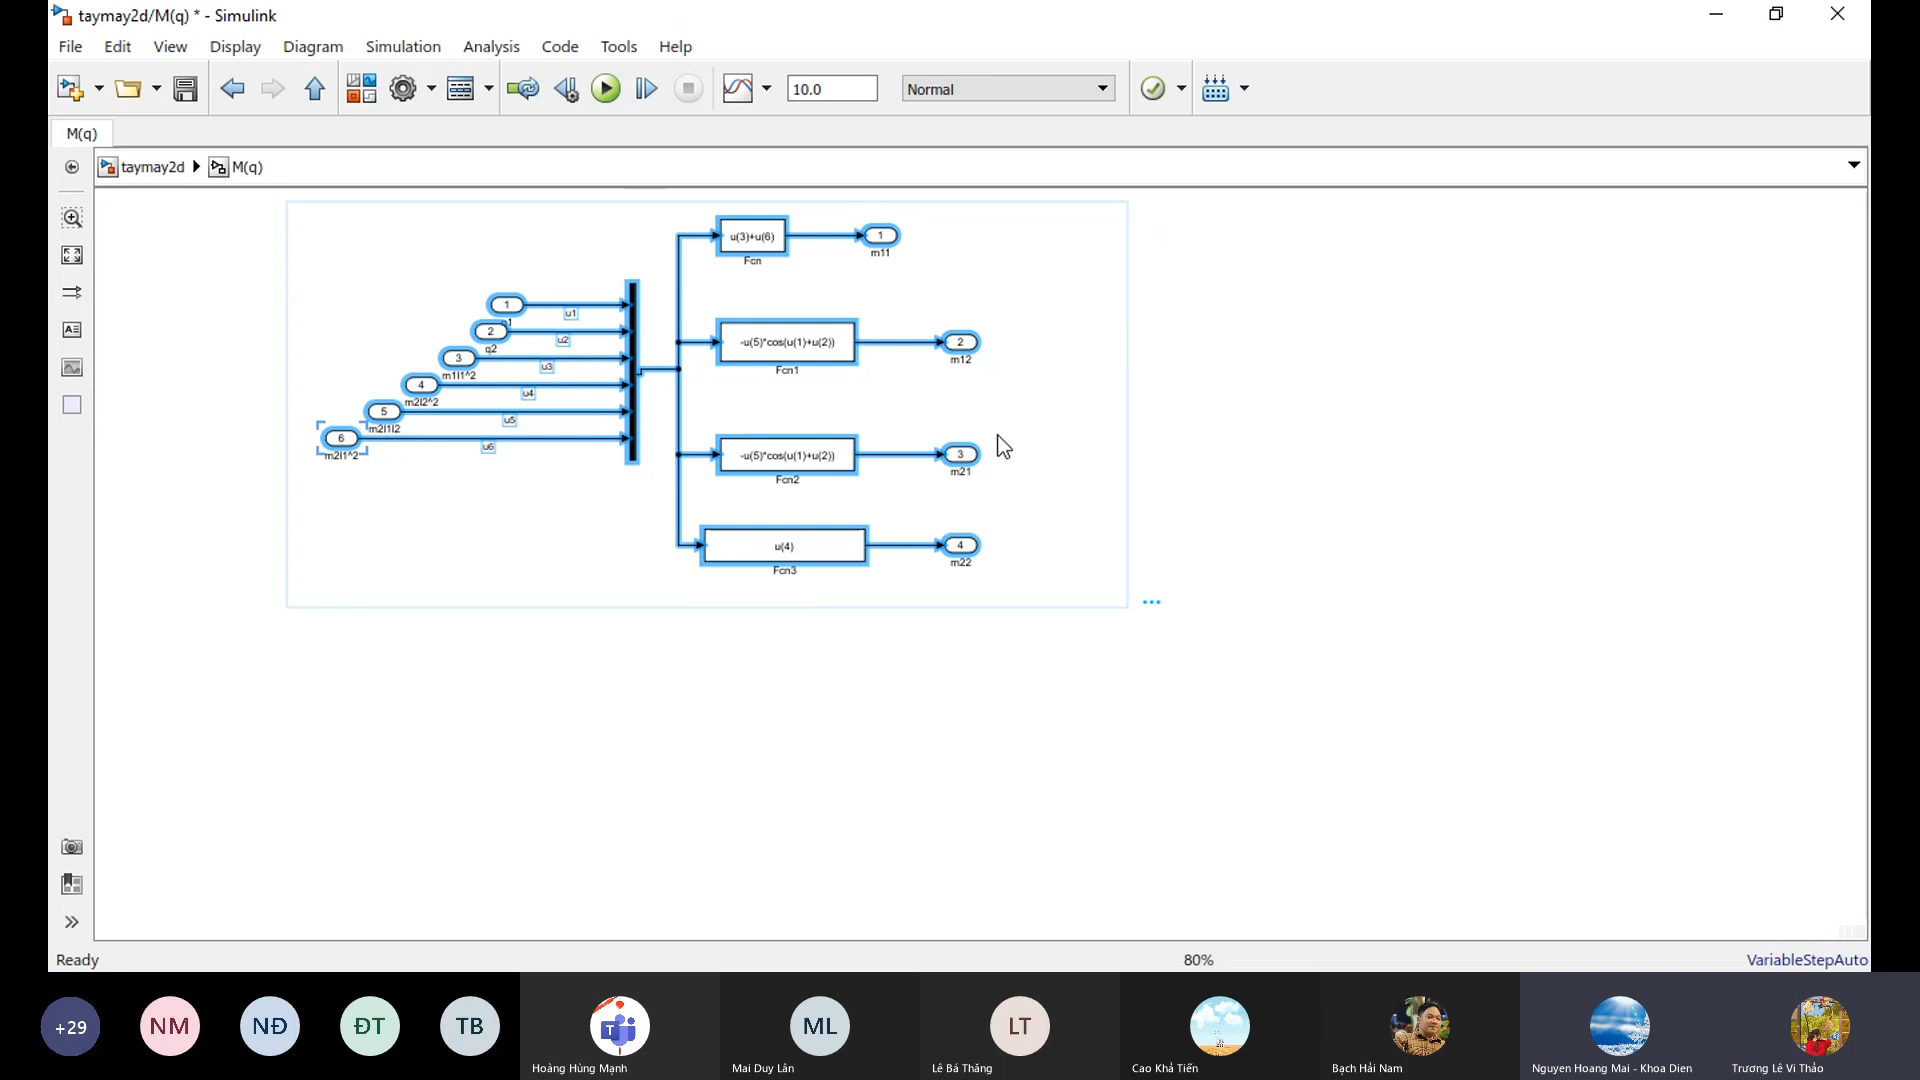 taymay2d/M(q) * - Simulink
File Edit View Display Diagram Simulation Analysis Code Tools Help
10.0 Normal
M(q)
taymay2d M(q)
u(3)+u(6)
Fcn
1
m11
1
u1
2
q2
u2
3
m1l1^2
u3
4
m2l2^2
u4
5
m2l1l2
u5
6
m2l1^2
u6
-u(5)*cos(u(1)+u(2))
Fcn1
2
m12
-u(5)*cos(u(1)+u(2))
Fcn2
3
m21
u(4)
Fcn3
4
m22
Ready 80% VariableStepAuto
+29 NM NĐ ĐT TB ML LT
Hoàng Hùng Mạnh Mai Duy Lân Lê Bá Thăng Cao Khả Tiến Bạch Hải Nam Nguyen Hoang Mai - Khoa Dien Trương Lê Vi Thảo